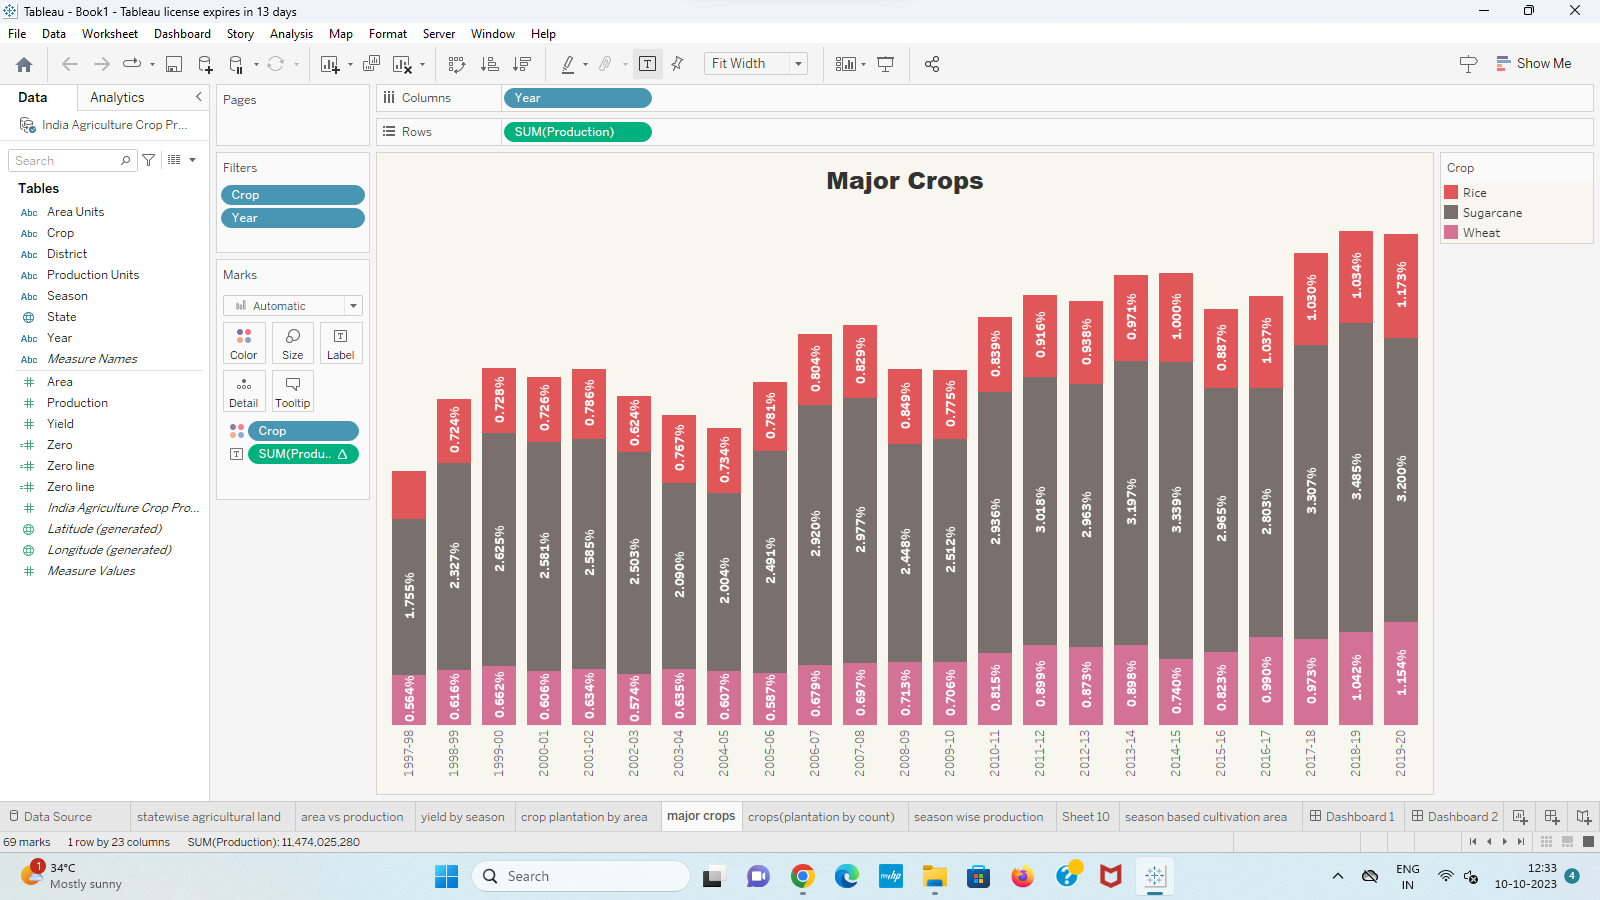 Tableau - Book1 - Tableau license expires in 13 days
File Data Worksheet Dashboard Story Analysis Map Format Server Window Help
Fit Width
Show Me
Data Analytics
India Agriculture Crop Pr...
Search
Tables
Abc Area Units
Abc Crop
Abc District
Abc Production Units
Abc Season
State
Abc Year
Abc Measure Names
# Area
# Production
# Yield
=# Zero
=# Zero line
=# Zero line
# India Agriculture Crop Pro...
Latitude (generated)
Longitude (generated)
# Measure Values
Pages
Filters
Crop
Year
Marks
Automatic
Color Size Label
Detail Tooltip
Crop
SUM(Produ.. Δ
Columns Year
Rows SUM(Production)
Major Crops
0.564% 1.755%
0.616% 2.327% 0.724%
0.662% 2.625% 0.728%
0.606% 2.581% 0.726%
0.634% 2.585% 0.786%
0.574% 2.503% 0.624%
0.635% 2.090% 0.767%
0.607% 2.004% 0.734%
0.587% 2.491% 0.781%
0.679% 2.920% 0.804%
0.697% 2.977% 0.829%
0.713% 2.448% 0.849%
0.706% 2.512% 0.775%
0.815% 2.936% 0.839%
0.899% 3.018% 0.916%
0.873% 2.963% 0.938%
0.898% 3.197% 0.971%
0.740% 3.339% 1.000%
0.823% 2.965% 0.887%
0.990% 2.803% 1.037%
0.973% 3.307% 1.030%
1.042% 3.485% 1.034%
1.154% 3.200% 1.173%
1997-98 1998-99 1999-00 2000-01 2001-02 2002-03 2003-04 2004-05 2005-06 2006-07 2007-08 2008-09 2009-10 2010-11 2011-12 2012-13 2013-14 2014-15 2015-16 2016-17 2017-18 2018-19 2019-20
Crop
Rice
Sugarcane
Wheat
Data Source statewise agricultural land area vs production yield by season crop plantation by area major crops crops(plantation by count) season wise production Sheet 10 season based cultivation area Dashboard 1 Dashboard 2
69 marks 1 row by 23 columns SUM(Production): 11,474,025,280
1
34°C
Mostly sunny
Search
myhp
ENG
IN
12:33
10-10-2023
4